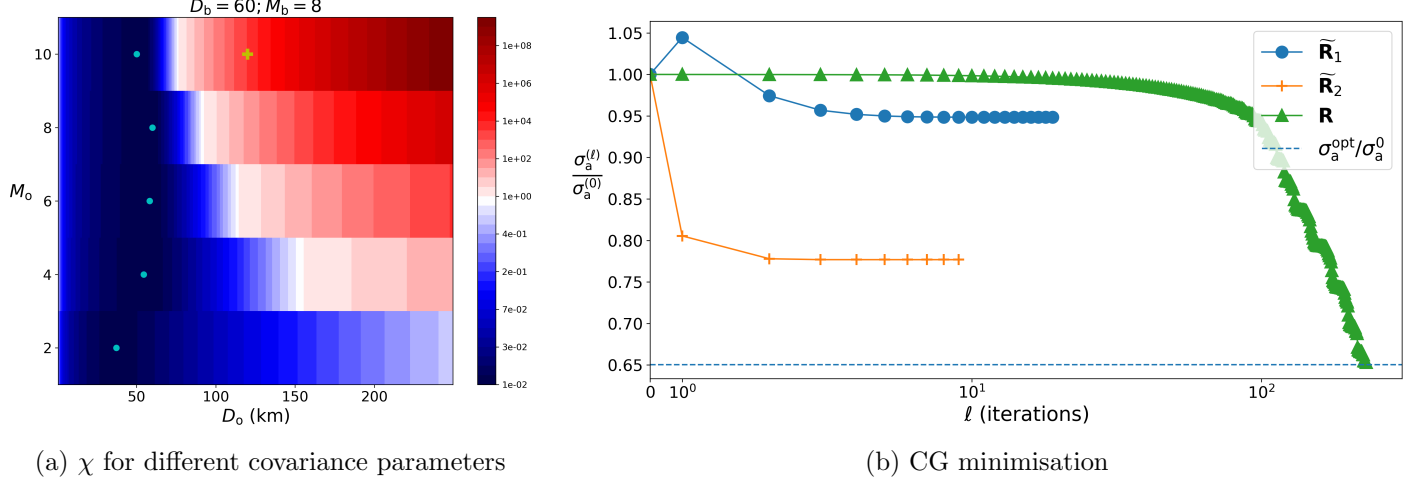 D_b = 60; M_b = 8
10
8
6
4
2
M_o
50
100
150
200
D_o (km)
1e+08
1e+06
1e+04
1e+02
1e+00
4e-01
2e-01
7e-02
3e-02
1e-02
(a) χ for different covariance parameters
1.05
1.00
0.95
0.90
0.85
0.80
0.75
0.70
0.65
σ_a^(ℓ)
σ_a^(0)
0
10^0
10^1
10^2
ℓ (iterations)
R̃_1
R̃_2
R
σ_a^opt/σ_a^0
(b) CG minimisation